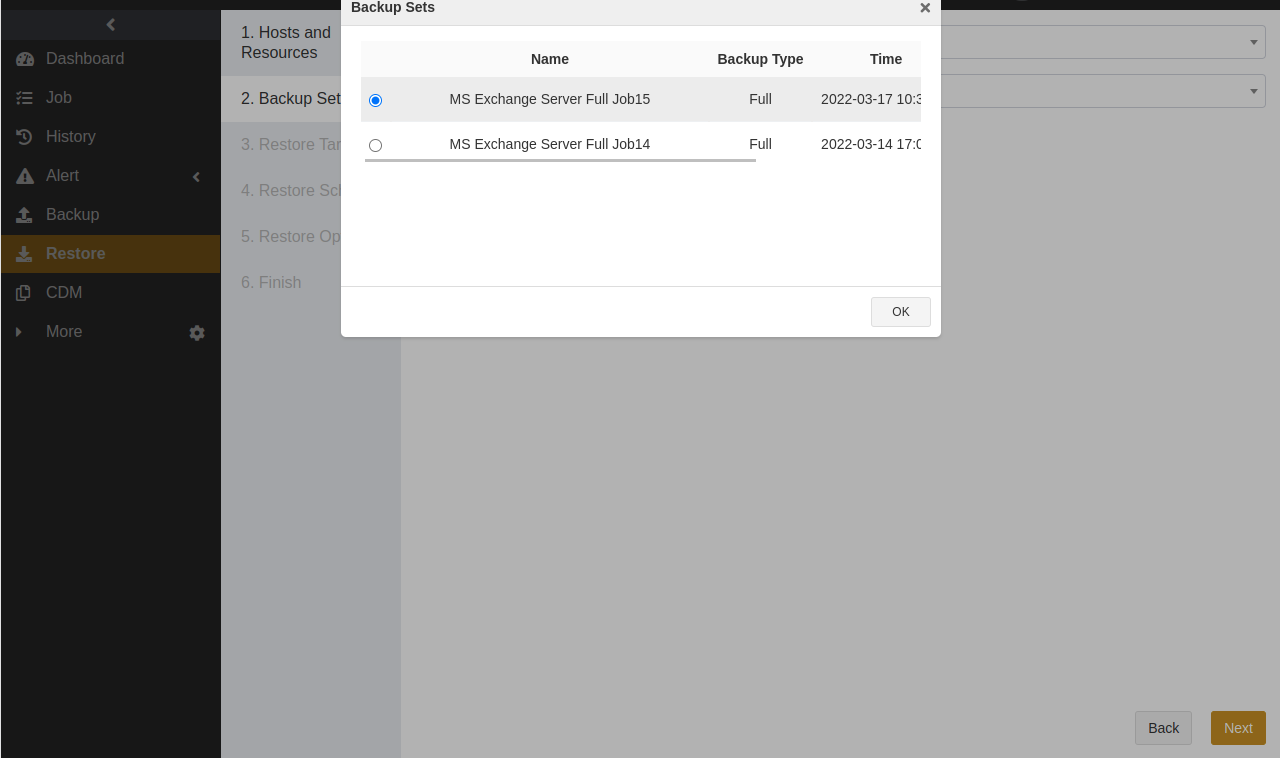 Backup Sets
Name Backup Type Time
MS Exchange Server Full Job15 Full 2022-03-17 10:3
MS Exchange Server Full Job14 Full 2022-03-14 17:0
OK
Dashboard
Job
History
Alert
Backup
Restore
CDM
More
1. Hosts and
Resources
2. Backup Set
3. Restore Tar
4. Restore Sch
5. Restore Op
6. Finish
Back
Next